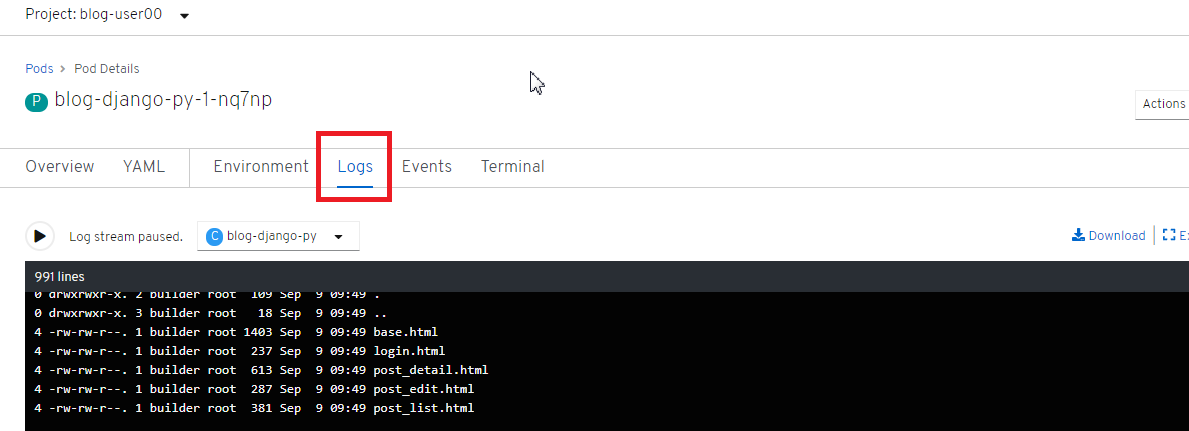 Project: blog-user00
Pods > Pod Details
P blog-django-py-1-nq7np
Actions
Overview YAML Environment Logs Events Terminal
Log stream paused. C blog-django-py Download
991 lines
0 drwxrwxr-x. 2 builder root 109 Sep 9 09:49 .
0 drwxrwxr-x. 3 builder root 18 Sep 9 09:49 ..
4 -rw-rw-r--. 1 builder root 1403 Sep 9 09:49 base.html
4 -rw-rw-r--. 1 builder root 237 Sep 9 09:49 login.html
4 -rw-rw-r--. 1 builder root 613 Sep 9 09:49 post_detail.html
4 -rw-rw-r--. 1 builder root 287 Sep 9 09:49 post_edit.html
4 -rw-rw-r--. 1 builder root 381 Sep 9 09:49 post_list.html